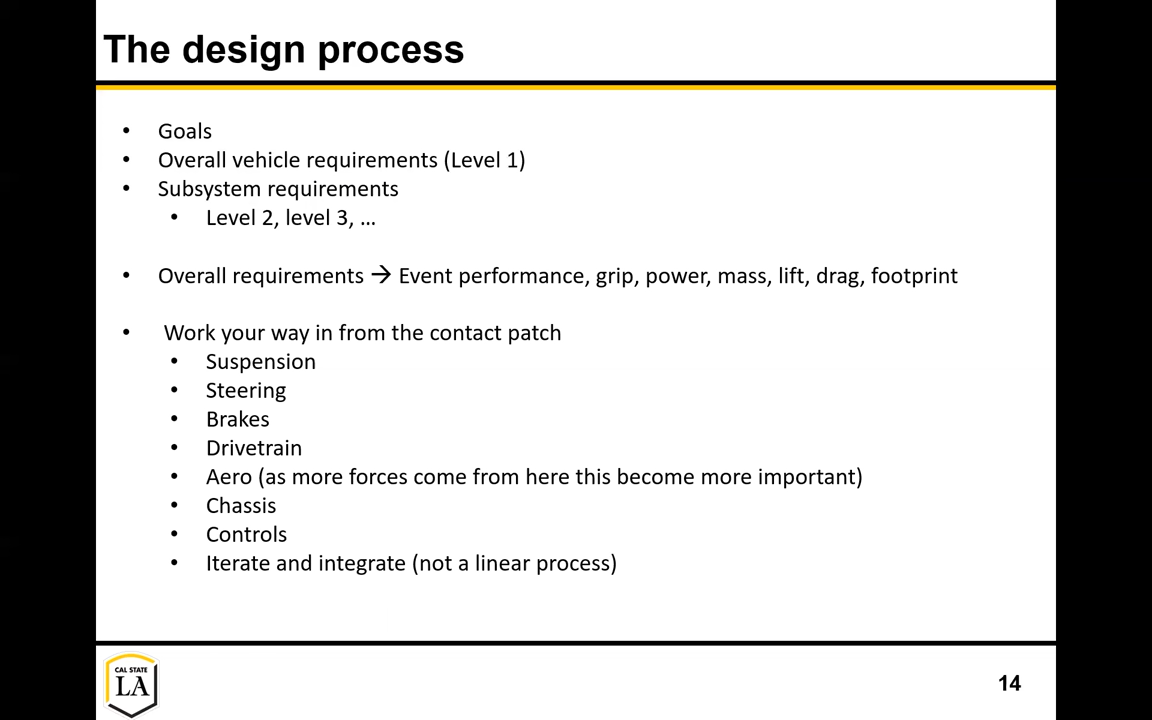 The design process
• Goals
• Overall vehicle requirements (Level 1)
• Subsystem requirements
• Level 2, level 3, ...
• Overall requirements → Event performance, grip, power, mass, lift, drag, footprint
• Work your way in from the contact patch
• Suspension
• Steering
• Brakes
• Drivetrain
• Aero (as more forces come from here this become more important)
• Chassis
• Controls
• Iterate and integrate (not a linear process)
CAL STATE
LA
14